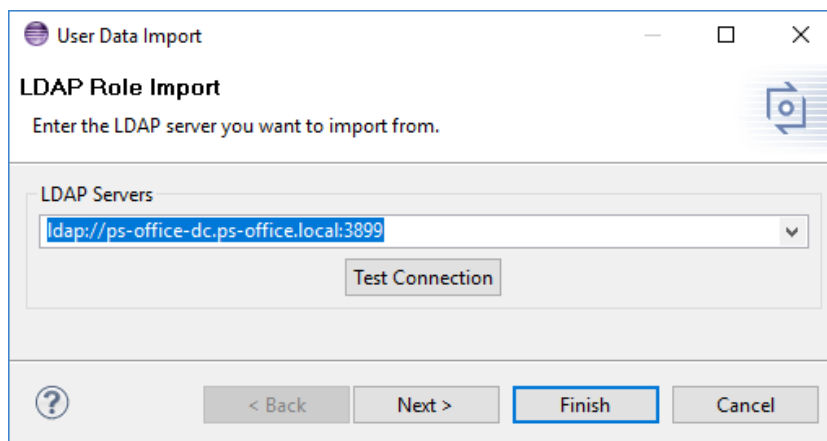 User Data Import
LDAP Role Import
Enter the LDAP server you want to import from.
LDAP Servers
ldap://ps-office-dc.ps-office.local:3899
Test Connection
< Back Next > Finish Cancel